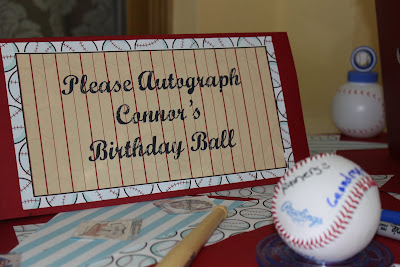 Please Autograph
Connor's
Birthday Ball
Rawlings